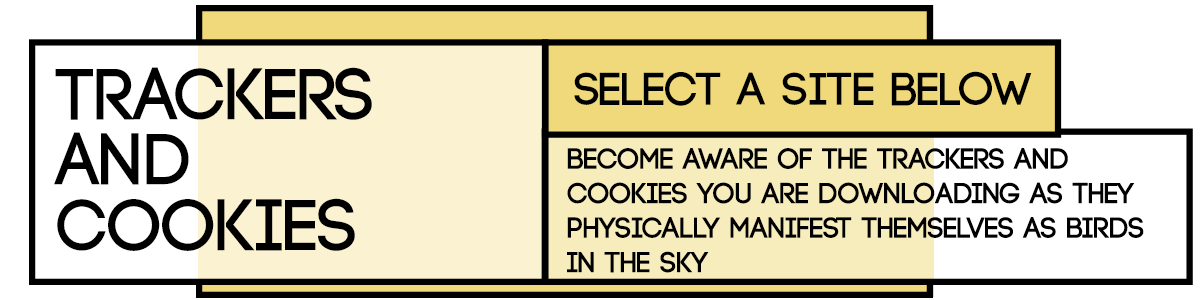 TRACKERS
AND
COOKIES
SELECT A SITE BELOW
BECOME AWARE OF THE TRACKERS AND
COOKIES YOU ARE DOWNLOADING AS THEY
PHYSICALLY MANIFEST THEMSELVES AS BIRDS
IN THE SKY